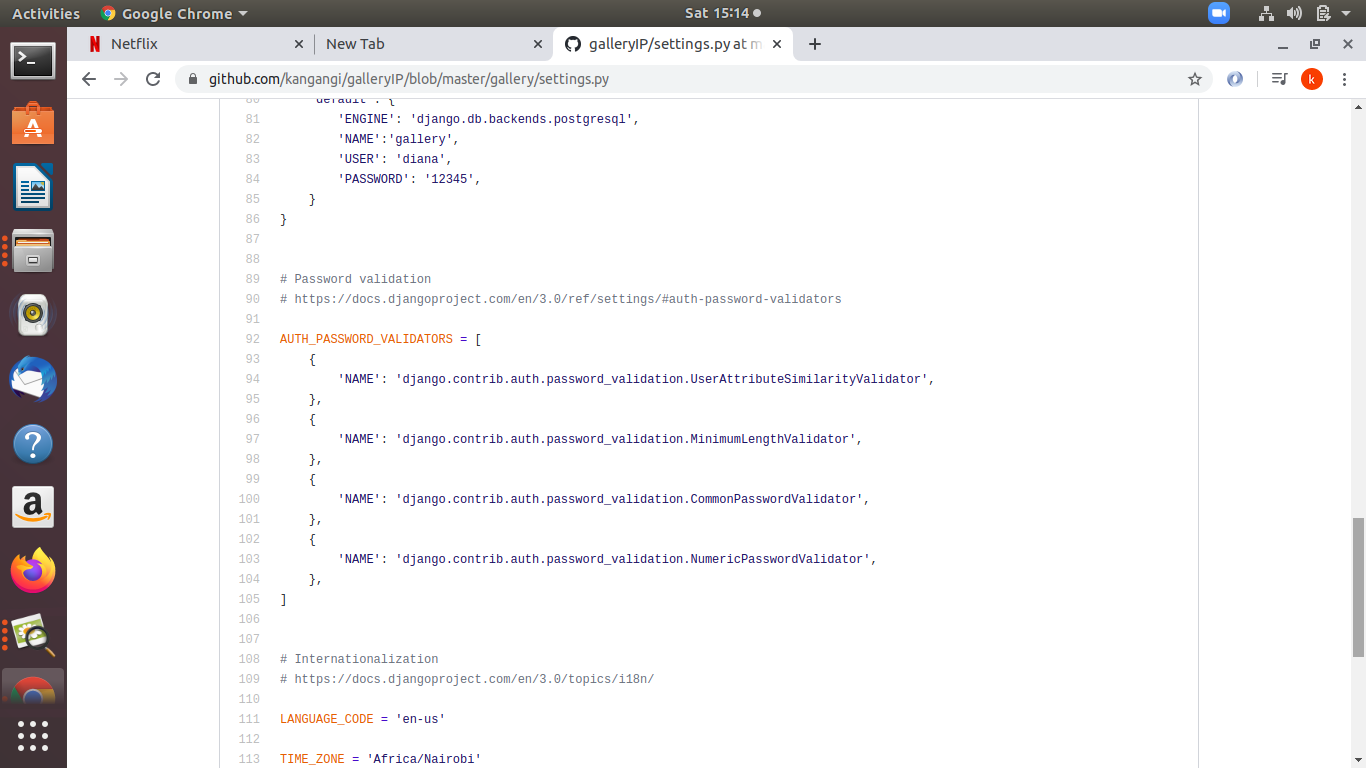 Activities
Google Chrome
Sat 15:14
Netflix
New Tab
galleryIP/settings.py at m
github.com/kangangi/galleryIP/blob/master/gallery/settings.py
k
80 'default': {
81 'ENGINE': 'django.db.backends.postgresql',
82 'NAME':'gallery',
83 'USER': 'diana',
84 'PASSWORD': '12345',
85 }
86 }
87
88
89 # Password validation
90 # https://docs.djangoproject.com/en/3.0/ref/settings/#auth-password-validators
91
92 AUTH_PASSWORD_VALIDATORS = [
93 {
94 'NAME': 'django.contrib.auth.password_validation.UserAttributeSimilarityValidator',
95 },
96 {
97 'NAME': 'django.contrib.auth.password_validation.MinimumLengthValidator',
98 },
99 {
100 'NAME': 'django.contrib.auth.password_validation.CommonPasswordValidator',
101 },
102 {
103 'NAME': 'django.contrib.auth.password_validation.NumericPasswordValidator',
104 },
105 ]
106
107
108 # Internationalization
109 # https://docs.djangoproject.com/en/3.0/topics/i18n/
110
111 LANGUAGE_CODE = 'en-us'
112
113 TIME_ZONE = 'Africa/Nairobi'